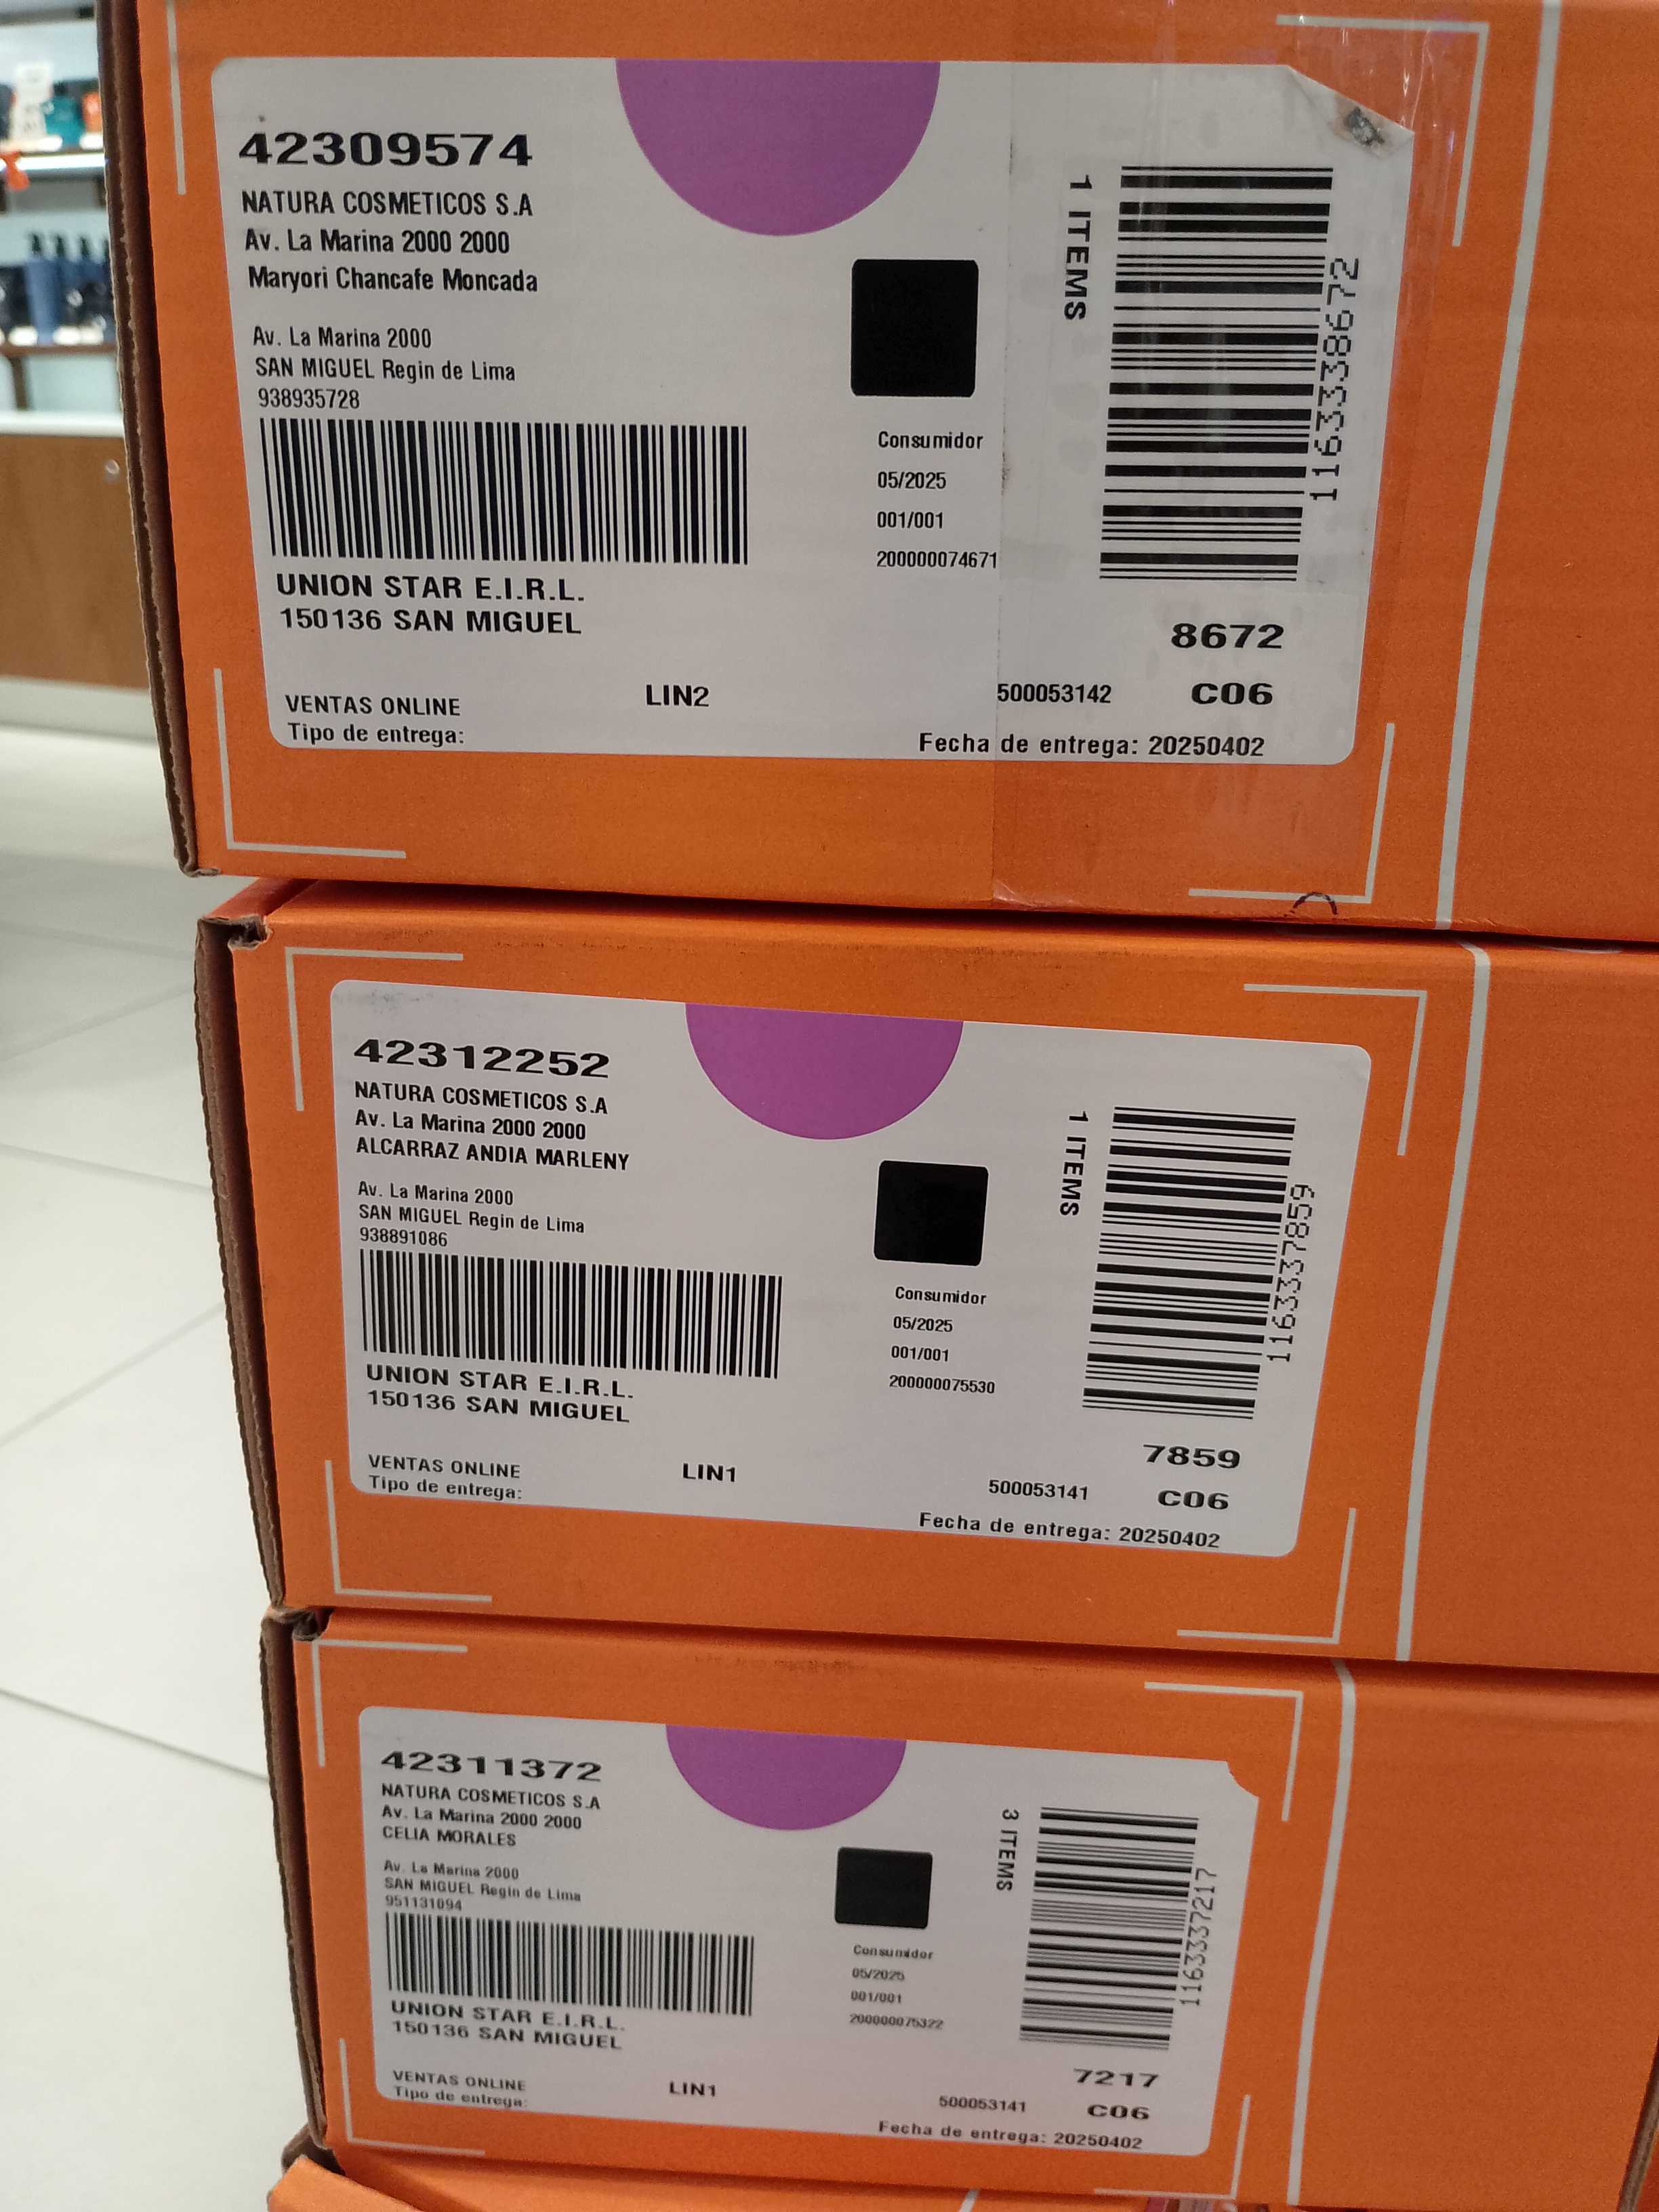 42309574
NATURA COSMETICOS S.A
Av. La Marina 2000 2000
Maryori Chancafe Moncada
Av. La Marina 2000
SAN MIGUEL Regin de Lima
938935728
UNION STAR E.I.R.L.
150136 SAN MIGUEL
VENTAS ONLINE
Tipo de entrega:
LIN2
Consumidor
05/2025
001/001
200000074671
1 ITEMS
1163338672
8672
500053142 C06
Fecha de entrega: 20250402
42312252
NATURA COSMETICOS S.A
Av. La Marina 2000 2000
ALCARRAZ ANDIA MARLENY
Av. La Marina 2000
SAN MIGUEL Regin de Lima
938891086
UNION STAR E.I.R.L.
150136 SAN MIGUEL
VENTAS ONLINE
Tipo de entrega:
LIN1
Consumidor
05/2025
001/001
200000075530
1 ITEMS
1163337859
7859
500053141 C06
Fecha de entrega: 20250402
42311372
NATURA COSMETICOS S.A
Av. La Marina 2000 2000
CELIA MORALES
Av. La Marina 2000
SAN MIGUEL Regin de Lima
951131094
UNION STAR E.I.R.L.
150136 SAN MIGUEL
VENTAS ONLINE
Tipo de entrega:
LIN1
Consumidor
05/2025
001/001
200000075322
3 ITEMS
1163337217
7217
500053141 C06
Fecha de entrega: 20250402